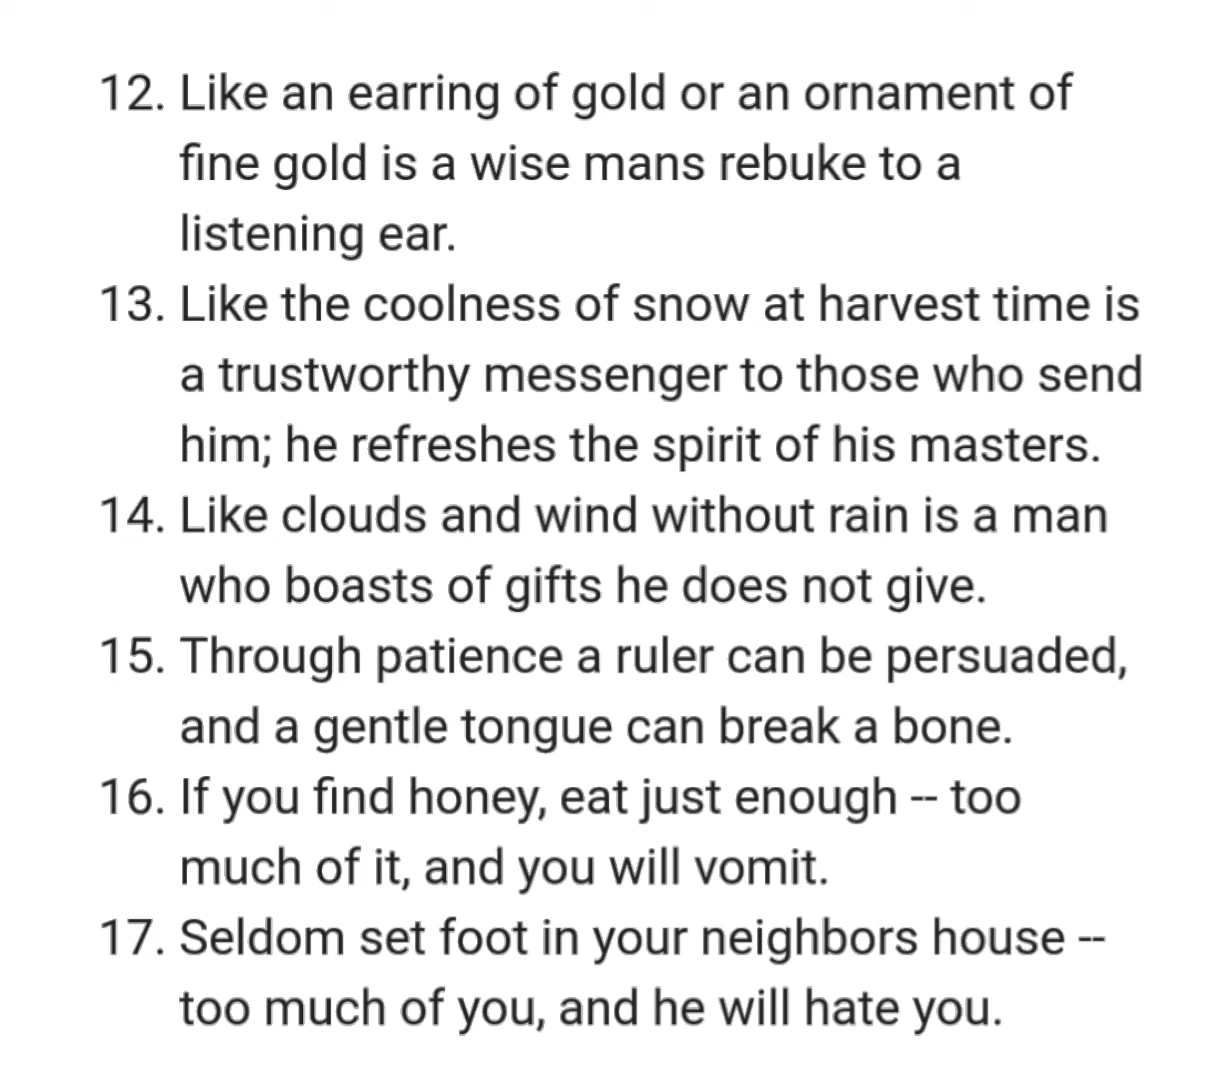 12. Like an earring of gold or an ornament of
fine gold is a wise mans rebuke to a
listening ear.
13. Like the coolness of snow at harvest time is
a trustworthy messenger to those who send
him; he refreshes the spirit of his masters.
14. Like clouds and wind without rain is a man
who boasts of gifts he does not give.
15. Through patience a ruler can be persuaded,
and a gentle tongue can break a bone.
16. If you find honey, eat just enough -- too
much of it, and you will vomit.
17. Seldom set foot in your neighbors house --
too much of you, and he will hate you.